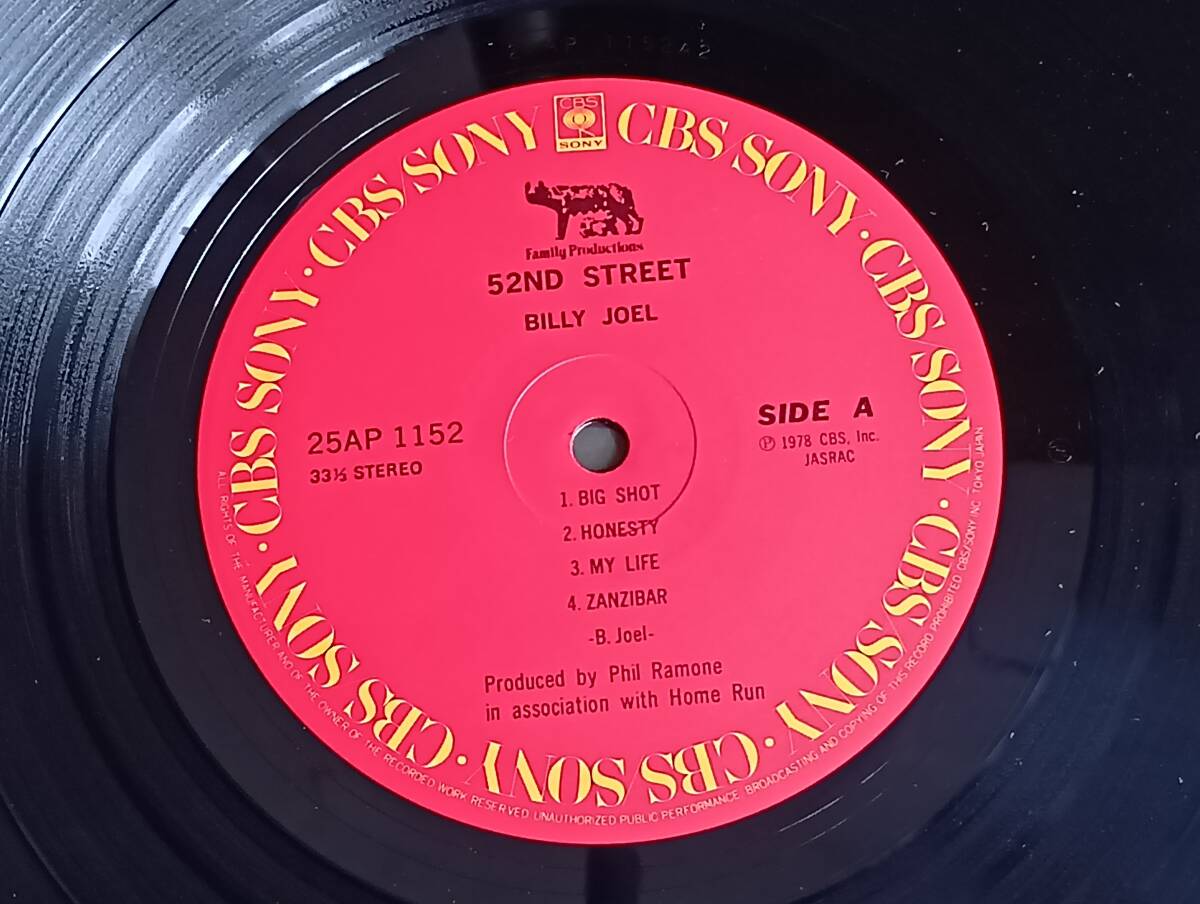 25AP 1152A2
CBS
SONY
CBS/SONY · CBS/SONY · CBS/SONY · CBS/SONY · CBS/SONY · CBS/SONY · CBS SONY · CBS SONY · CBS/SONY
Family Productions
52ND STREET
BILLY JOEL
25AP 1152
33⅓ STEREO
SIDE A
Ⓟ 1978 CBS, Inc.
JASRAC
1. BIG SHOT
2. HONESTY
3. MY LIFE
4. ZANZIBAR
-B. Joel-
Produced by Phil Ramone
in association with Home Run
ALL RIGHTS OF THE MANUFACTURER AND OF THE OWNER OF THE RECORDED WORK RESERVED UNAUTHORIZED PUBLIC PERFORMANCE BROADCASTING AND COPYING OF THIS RECORD PROHIBITED CBS/SONY INC. TOKYO JAPAN